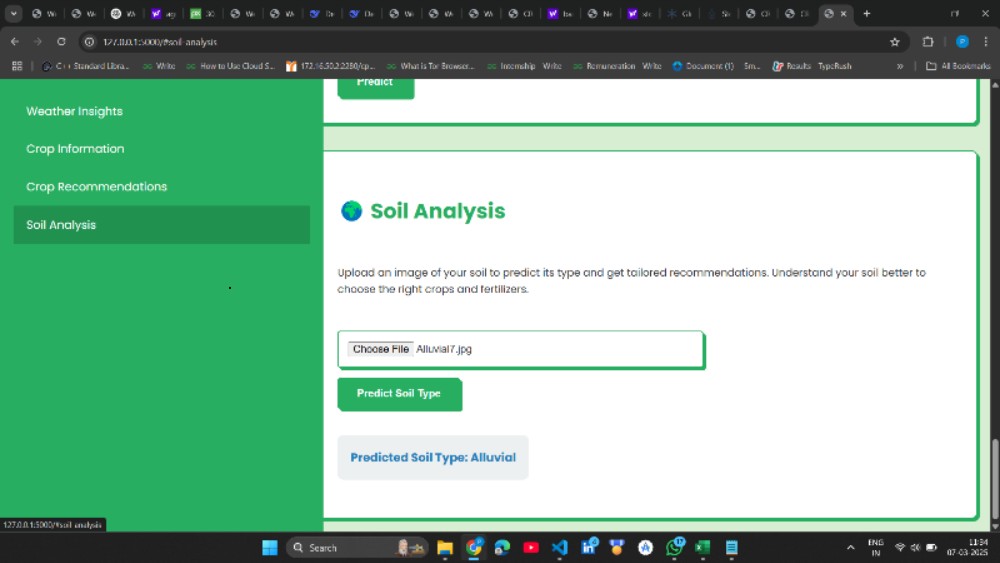 127.0.0.1:5000/#soil-analysis
C++ Standard Libra... Write How to Use Cloud S... 172.16.50.2:2280/cp... What is Tor Browser... Internship Write Remuneration Write Document (1) Sm... Results TypeRush » All Bookmarks
Predict
Weather Insights
Crop Information
Crop Recommendations
Soil Analysis
Soil Analysis
Upload an image of your soil to predict its type and get tailored recommendations. Understand your soil better to
choose the right crops and fertilizers.
Choose File Alluvial7.jpg
Predict Soil Type
Predicted Soil Type: Alluvial
127.0.0.1:5000/#soil-analysis
Search
ENG
IN
11:34
07-03-2025